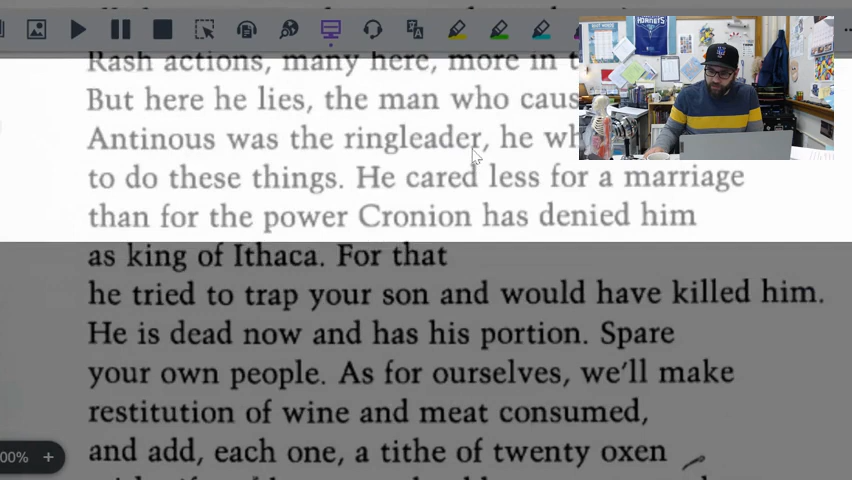 HORNETS
Rash actions, many here, more in t
But here he lies, the man who caus
Antinous was the ringleader, he wh
to do these things. He cared less for a marriage
than for the power Cronion has denied him
as king of Ithaca. For that
he tried to trap your son and would have killed him.
He is dead now and has his portion. Spare
your own people. As for ourselves, we'll make
restitution of wine and meat consumed,
and add, each one, a tithe of twenty oxen
00% +